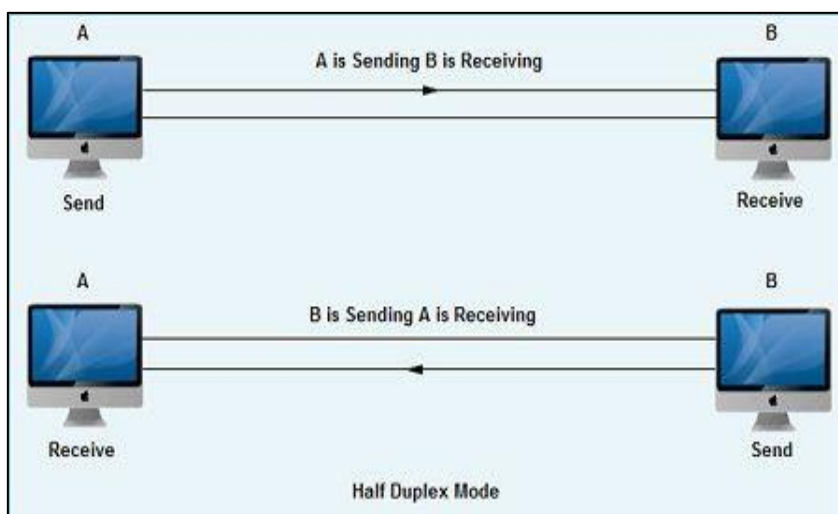 A
B
A is Sending B is Receiving
Send
Receive
A
B
B is Sending A is Receiving
Receive
Send
Half Duplex Mode